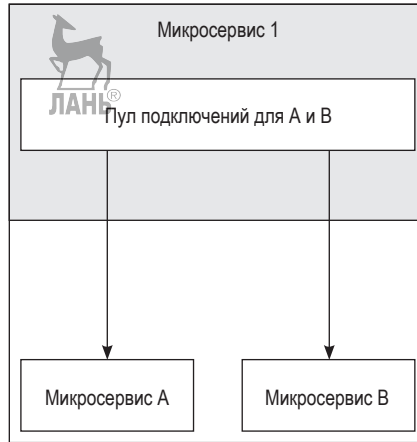 Микросервис 1
ЛАНЬ®
Пул подключений для A и B
Микросервис A
Микросервис B